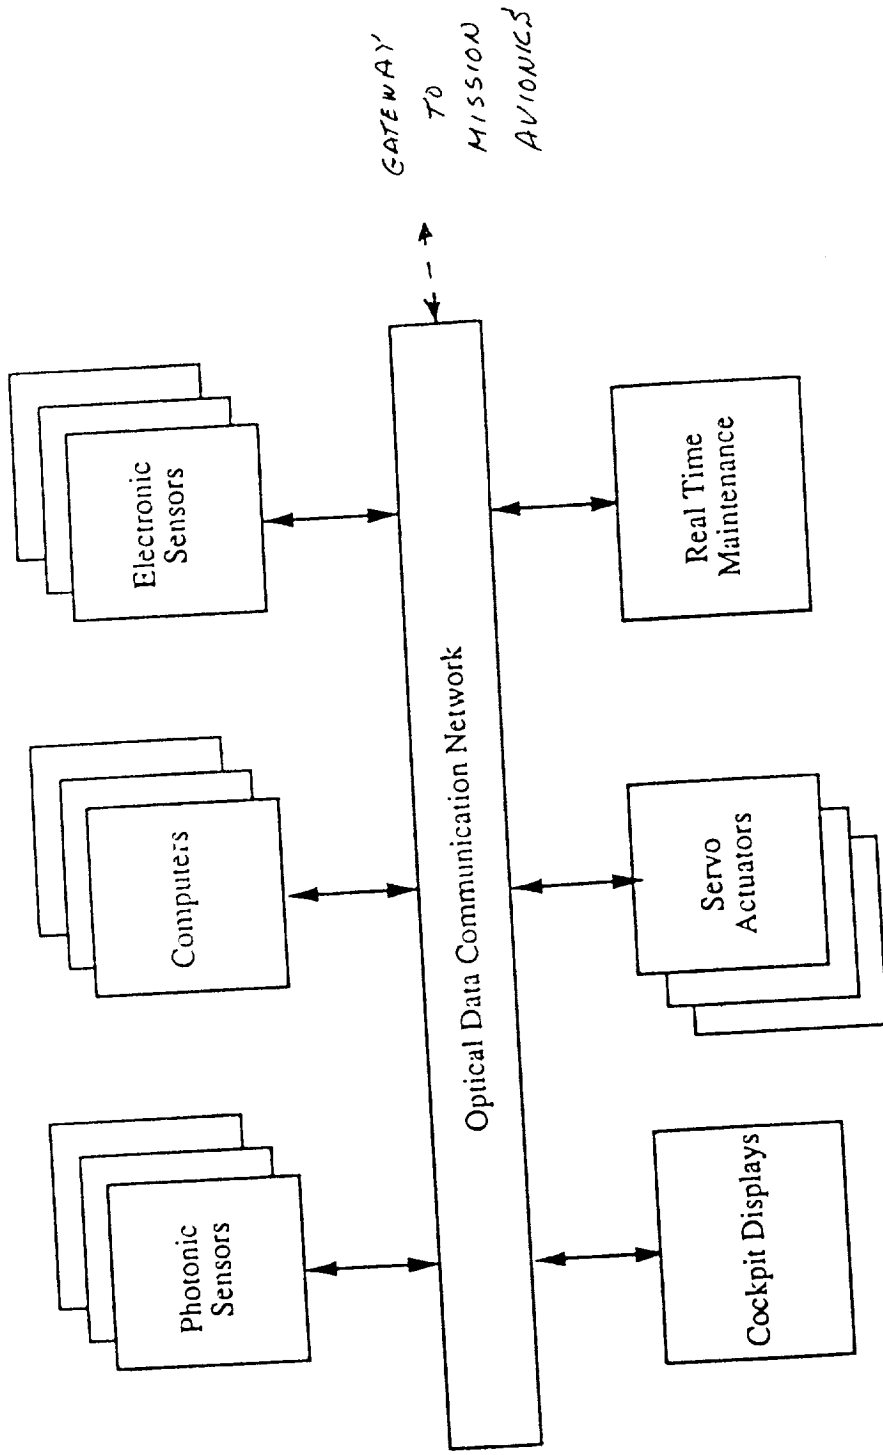 Photonic
Sensors
Computers
Electronic
Sensors
Optical Data Communication Network
GATEWAY
TO
MISSION
AVIONICS
Cockpit Displays
Servo
Actuators
Real Time
Maintenance